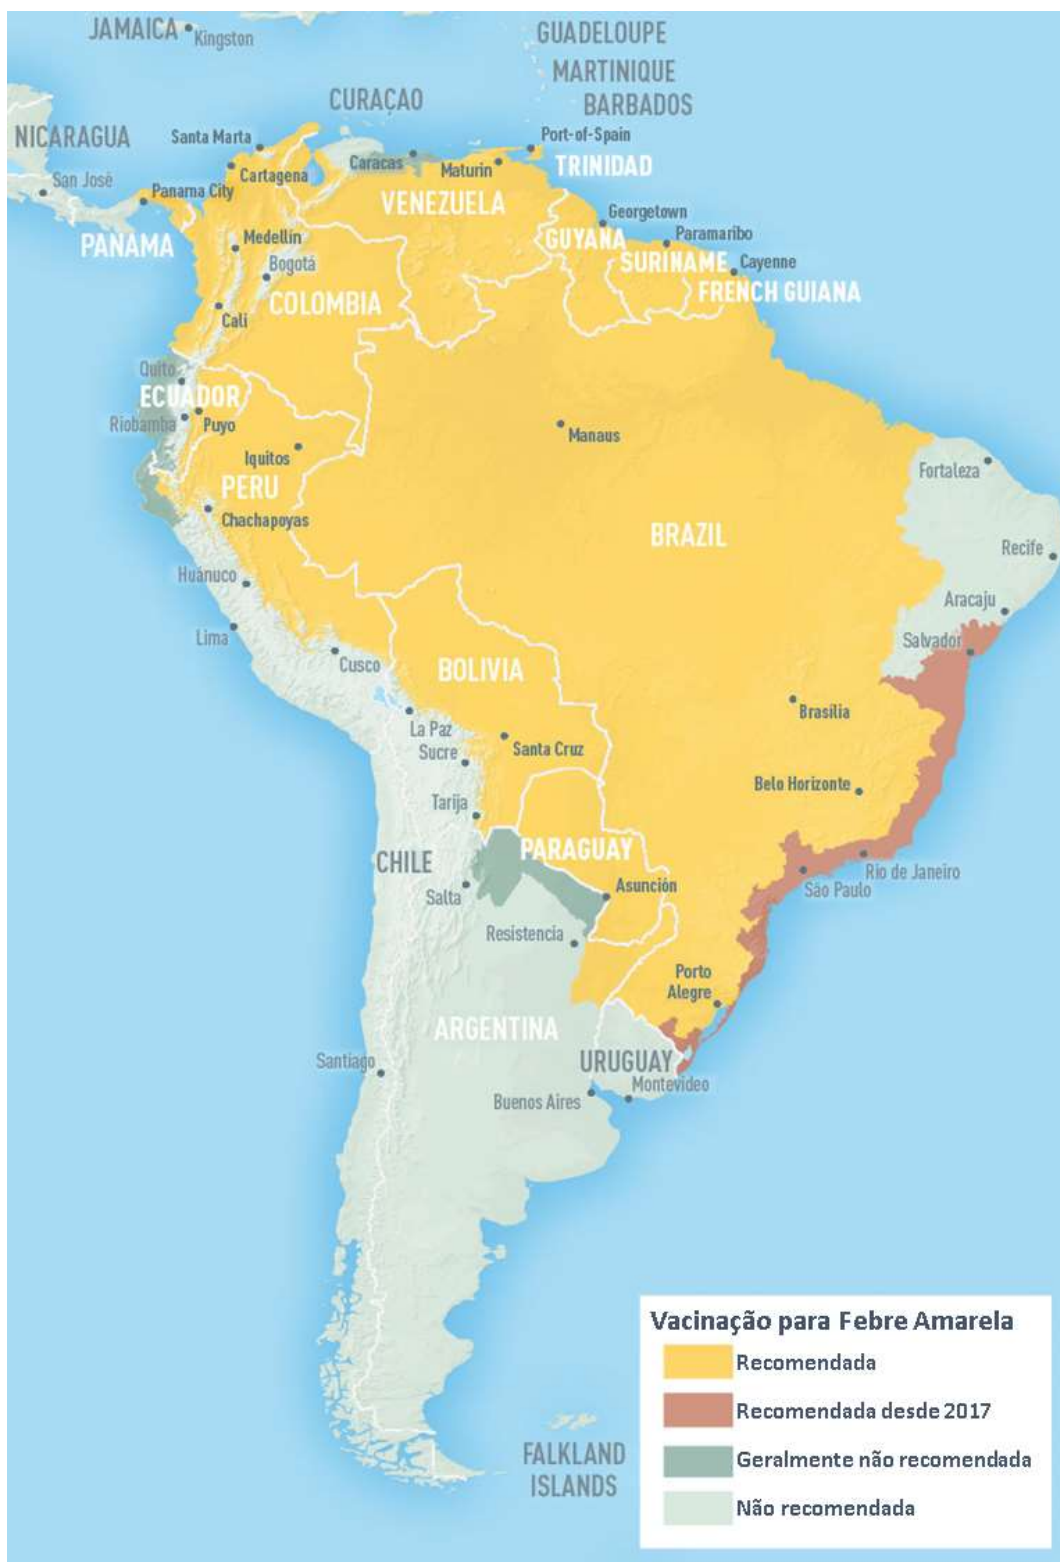 JAMAICA
Kingston
GUADELOUPE
MARTINIQUE
BARBADOS
CURAÇAO
NICARAGUA
Santa Marta
Port-of-Spain
Caracas
Maturin
TRINIDAD
San José
Cartagena
Panama City
VENEZUELA
Georgetown
PANAMA
Medellín
GUYANA
Paramaribo
Bogotá
SURINAME
Cayenne
COLOMBIA
FRENCH GUIANA
Cali
Quito
ECUADOR
Riobamba
Puyo
Manaus
Iquitos
Fortaleza
PERU
Chachapoyas
BRAZIL
Recife
Huánuco
Aracaju
Lima
Salvador
Cusco
BOLIVIA
Brasília
La Paz
Sucre
Santa Cruz
Belo Horizonte
Tarija
PARAGUAY
CHILE
Rio de Janeiro
Asunción
São Paulo
Salta
Resistencia
Porto
Alegre
ARGENTINA
Santiago
URUGUAY
Montevideo
Buenos Aires
Vacinação para Febre Amarela
Recomendada
Recomendada desde 2017
Geralmente não recomendada
Não recomendada
FALKLAND
ISLANDS